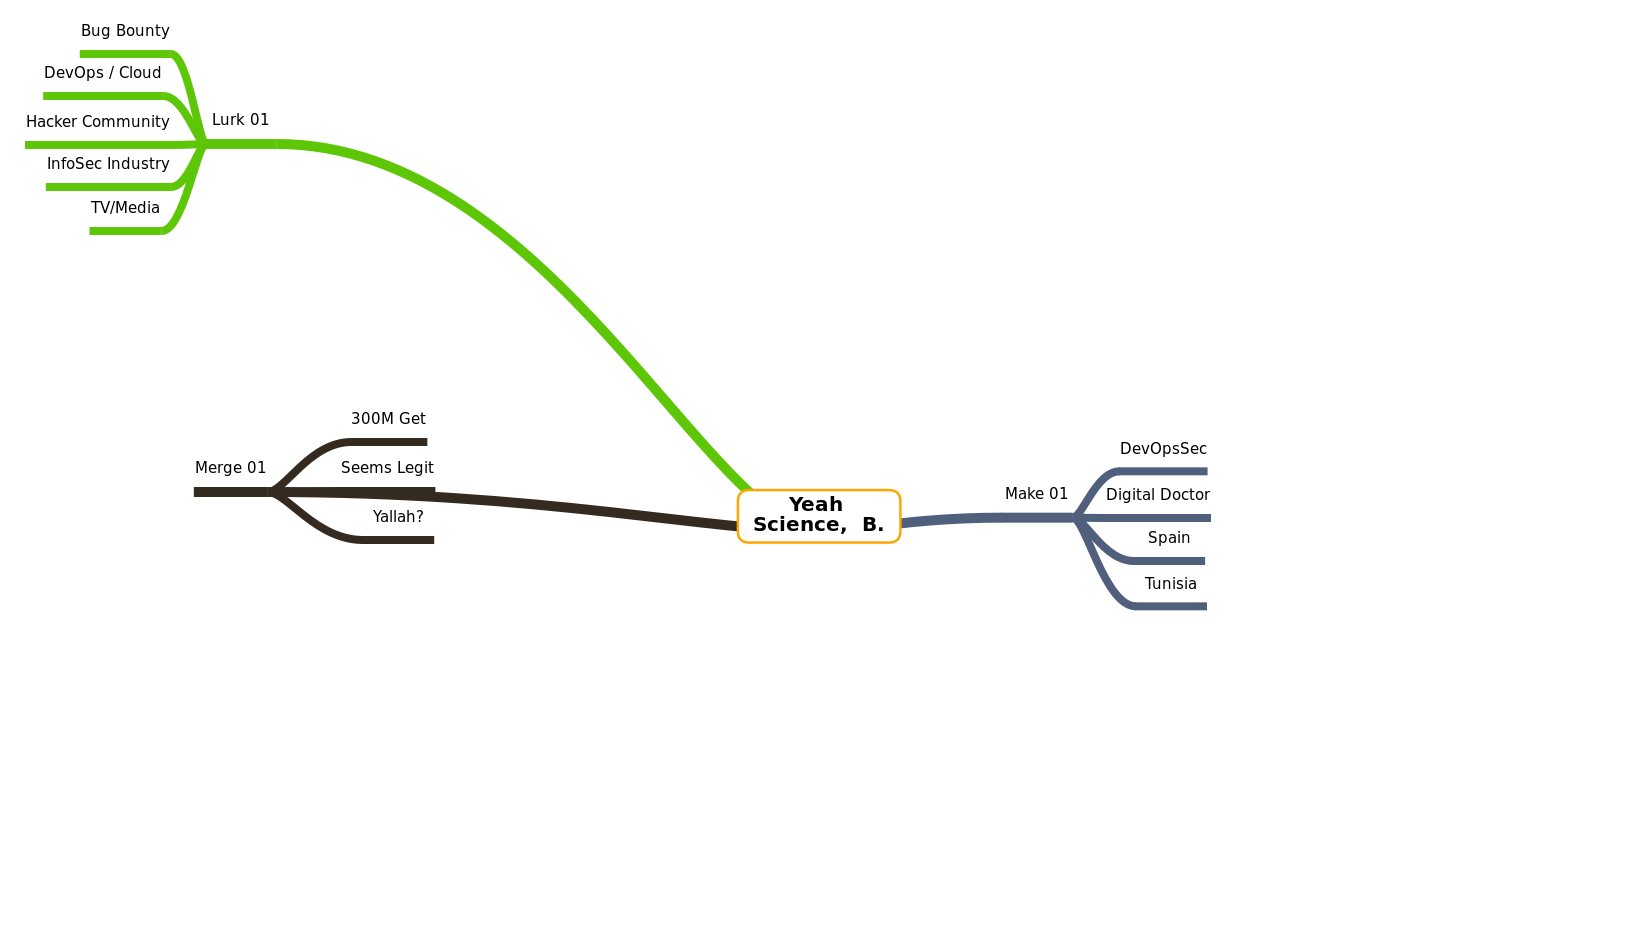 Bug Bounty
DevOps / Cloud
Hacker Community
InfoSec Industry
TV/Media
Lurk 01
300M Get
Seems Legit
Yallah?
Merge 01
Yeah
Science,  B.
Make 01
DevOpsSec
Digital Doctor
Spain
Tunisia